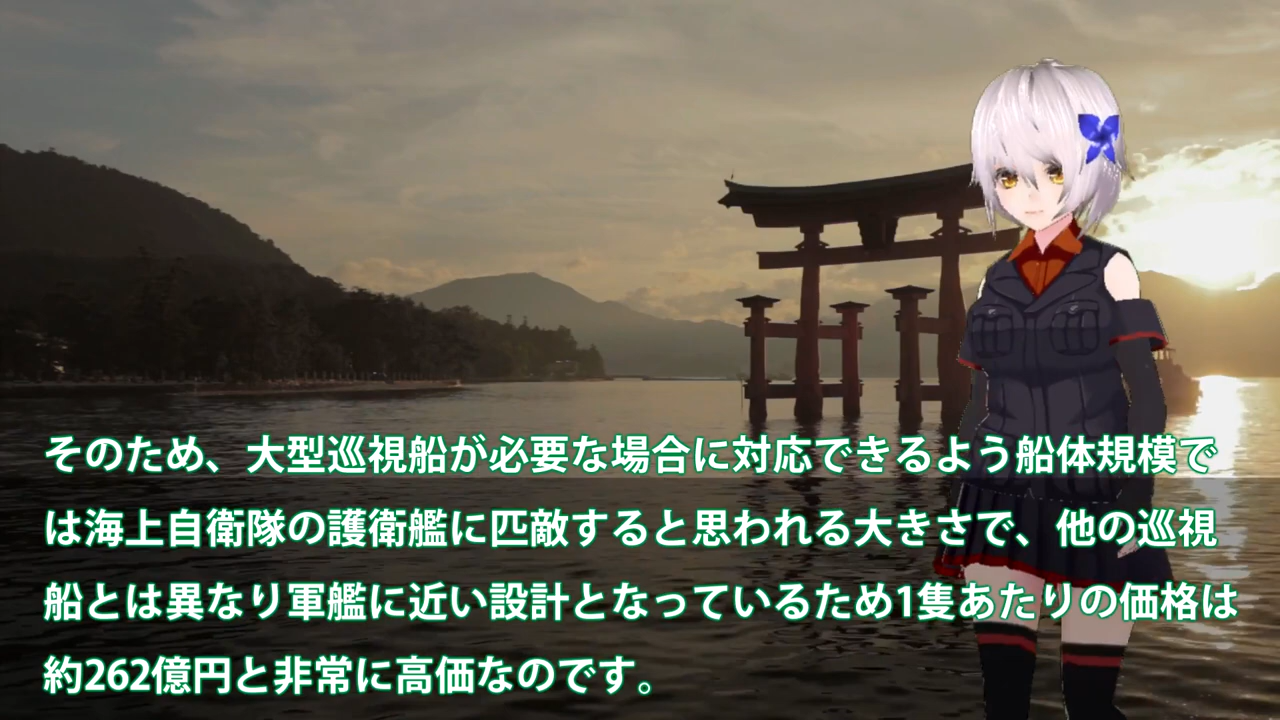 そのため、大型巡視船が必要な場合に対応できるよう船体規模で
は海上自衛隊の護衛艦に匹敵すると思われる大きさで、他の巡視
船とは異なり軍艦に近い設計となっているため1隻あたりの価格は
約262億円と非常に高価なのです。